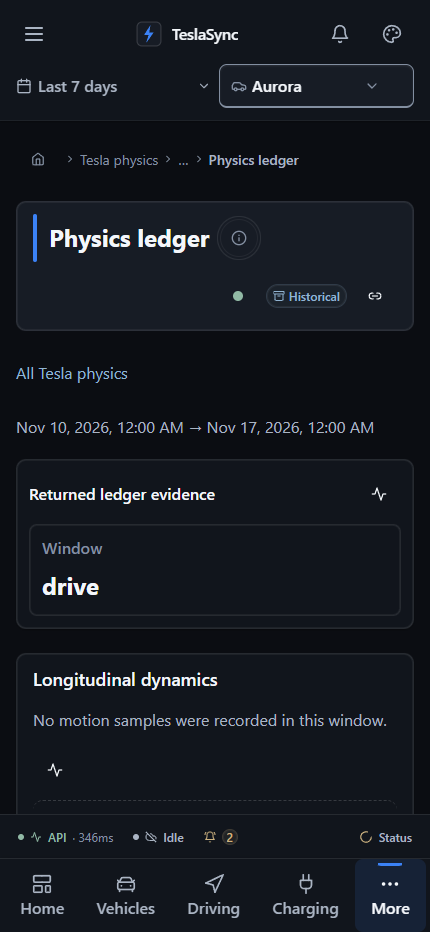 TeslaSync
Last 7 days
Aurora
Tesla physics
...
Physics ledger
Physics ledger
Historical
All Tesla physics
Nov 10, 2026, 12:00 AM → Nov 17, 2026, 12:00 AM
Returned ledger evidence
Window
drive
Longitudinal dynamics
No motion samples were recorded in this window.
API · 346ms
Idle
2
Status
Home
Vehicles
Driving
Charging
More